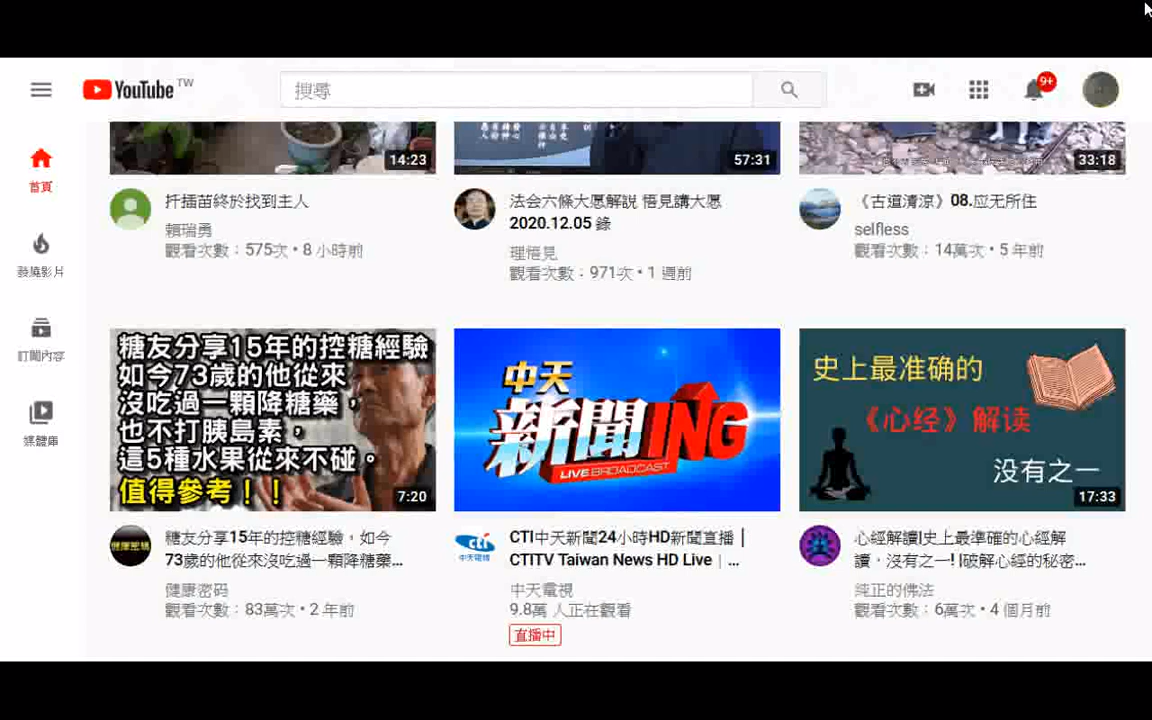 YouTube TW
搜尋
9+
首頁
發燒影片
訂閱內容
媒體庫
14:23
57:31
33:18
扦插苗終於找到主人
賴瑞勇
觀看次數：575次 • 8 小時前
法会六條大愿解說 悟見講大愿
2020.12.05 錄
理悟見
觀看次數：971次 • 1 週前
《古道清涼》08.应无所住
selfless
觀看次數：14萬次 • 5 年前
糖友分享15年的控糖經驗
如今73歲的他從來
沒吃過一顆降糖藥，
也不打胰島素，
這5種水果從來不碰。
值得參考！！
7:20
中天
新聞ING
LIVE BROADCAST
史上最准确的
《心经》解读
没有之一
17:33
健康密碼
糖友分享15年的控糖經驗，如今
73歲的他從來沒吃過一顆降糖藥...
健康密码
觀看次數：83萬次 • 2 年前
cti
中天電視
CTI中天新聞24小時HD新聞直播 |
CTITV Taiwan News HD Live | ...
中天電視
9.8萬 人正在觀看
直播中
心經解讀|史上最準確的心經解
讀，沒有之一! |破解心經的秘密...
純正的佛法
觀看次數：6萬次 • 4 個月前